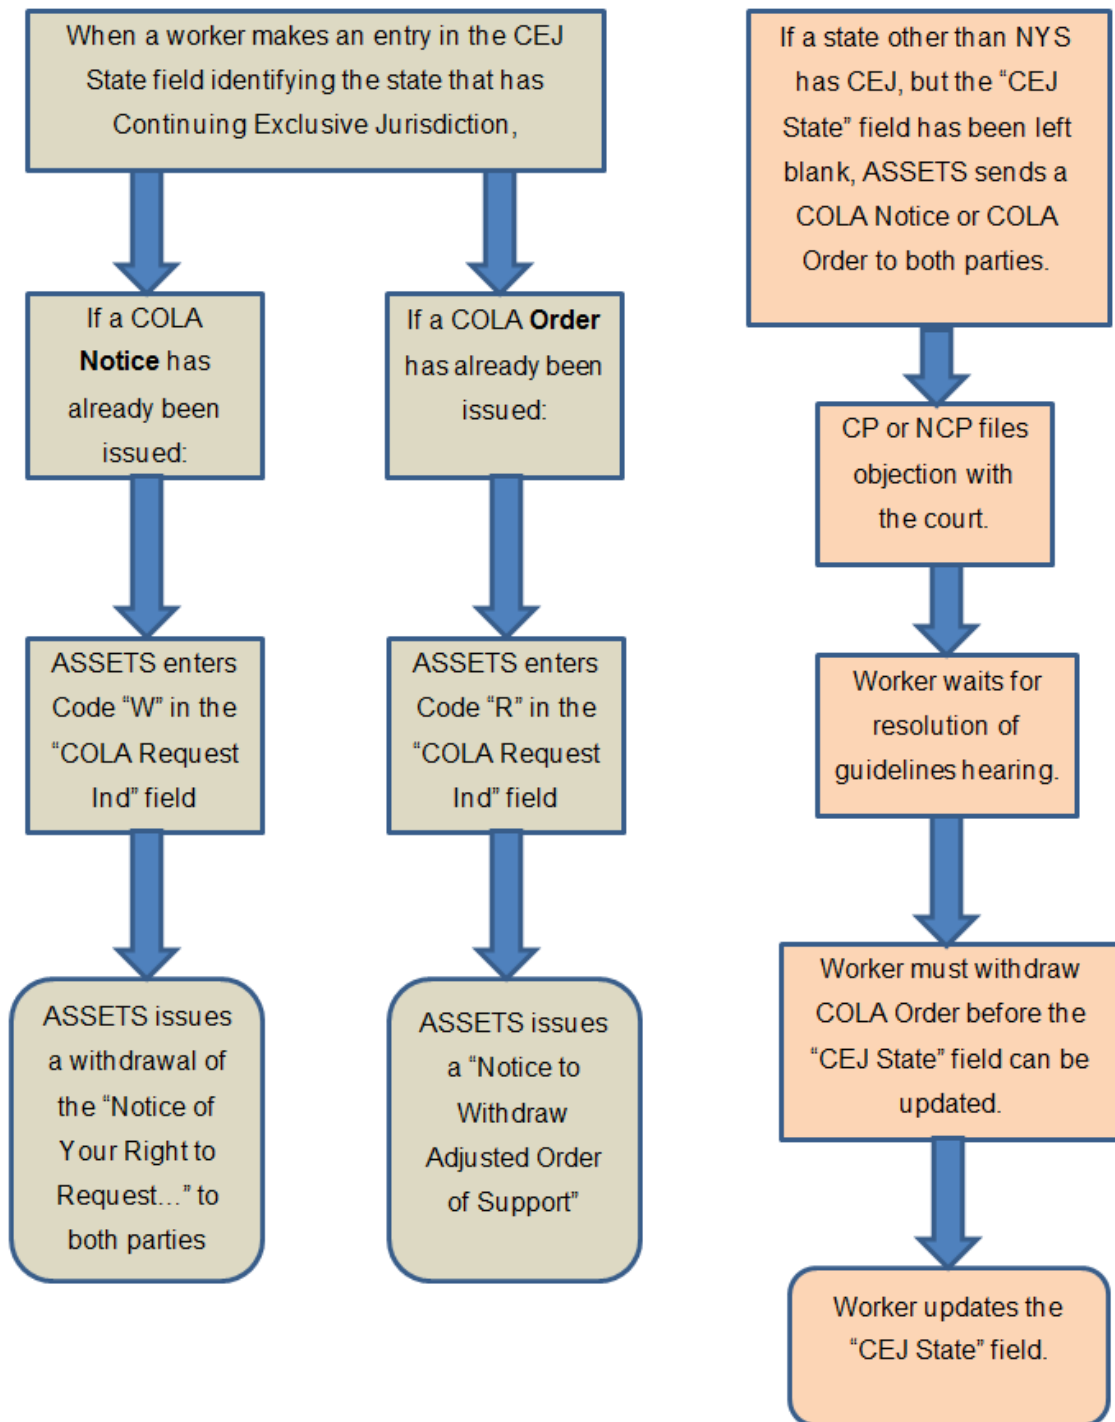 When a worker makes an entry in the CEJ
State field identifying the state that has
Continuing Exclusive Jurisdiction,
If a COLA
Notice has
already been
issued:
ASSETS enters
Code “W” in the
“COLA Request
Ind” field
ASSETS issues
a withdrawal of
the “Notice of
Your Right to
Request…” to
both parties
If a COLA Order
has already been
issued:
ASSETS enters
Code “R” in the
“COLA Request
Ind” field
ASSETS issues
a “Notice to
Withdraw
Adjusted Order
of Support”
If a state other than NYS
has CEJ, but the “CEJ
State” field has been left
blank, ASSETS sends a
COLA Notice or COLA
Order to both parties.
CP or NCP files
objection with
the court.
Worker waits for
resolution of
guidelines hearing.
Worker must withdraw
COLA Order before the
“CEJ State” field can be
updated.
Worker updates the
“CEJ State” field.